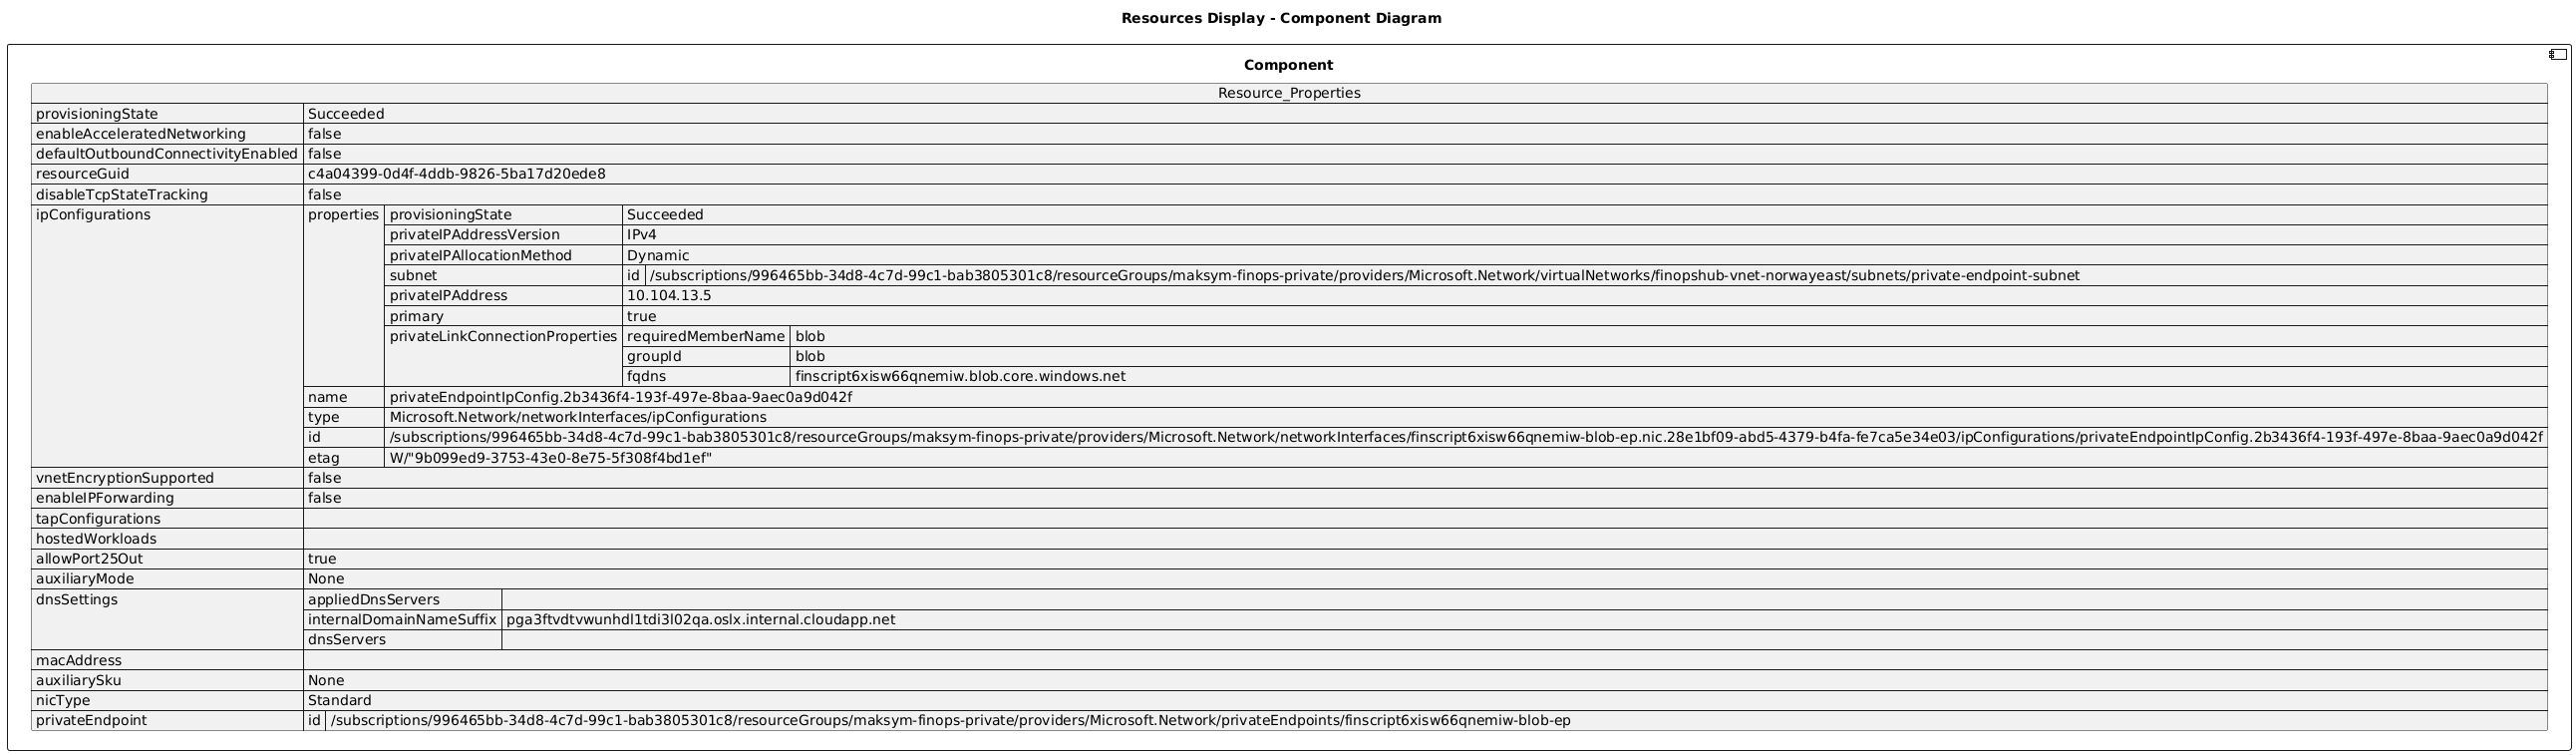 Resources Display - Component Diagram
Component
Resource_Properties
provisioningState Succeeded
enableAcceleratedNetworking false
defaultOutboundConnectivityEnabled false
resourceGuid c4a04399-0d4f-4ddb-9826-5ba17d20ede8
disableTcpStateTracking false
ipConfigurations properties provisioningState Succeeded
privateIPAddressVersion IPv4
privateIPAllocationMethod Dynamic
subnet id /subscriptions/996465bb-34d8-4c7d-99c1-bab3805301c8/resourceGroups/maksym-finops-private/providers/Microsoft.Network/virtualNetworks/finopshub-vnet-norwayeast/subnets/private-endpoint-subnet
privateIPAddress 10.104.13.5
primary true
privateLinkConnectionProperties requiredMemberName blob
groupId blob
fqdns finscript6xisw66qnemiw.blob.core.windows.net
name privateEndpointIpConfig.2b3436f4-193f-497e-8baa-9aec0a9d042f
type Microsoft.Network/networkInterfaces/ipConfigurations
id /subscriptions/996465bb-34d8-4c7d-99c1-bab3805301c8/resourceGroups/maksym-finops-private/providers/Microsoft.Network/networkInterfaces/finscript6xisw66qnemiw-blob-ep.nic.28e1bf09-abd5-4379-b4fa-fe7ca5e34e03/ipConfigurations/privateEndpointIpConfig.2b3436f4-193f-497e-8baa-9aec0a9d042f
etag W/"9b099ed9-3753-43e0-8e75-5f308f4bd1ef"
vnetEncryptionSupported false
enableIPForwarding false
tapConfigurations
hostedWorkloads
allowPort25Out true
auxiliaryMode None
dnsSettings appliedDnsServers
internalDomainNameSuffix pga3ftvdtvwunhdl1tdi3l02qa.oslx.internal.cloudapp.net
dnsServers
macAddress
auxiliarySku None
nicType Standard
privateEndpoint id /subscriptions/996465bb-34d8-4c7d-99c1-bab3805301c8/resourceGroups/maksym-finops-private/providers/Microsoft.Network/privateEndpoints/finscript6xisw66qnemiw-blob-ep